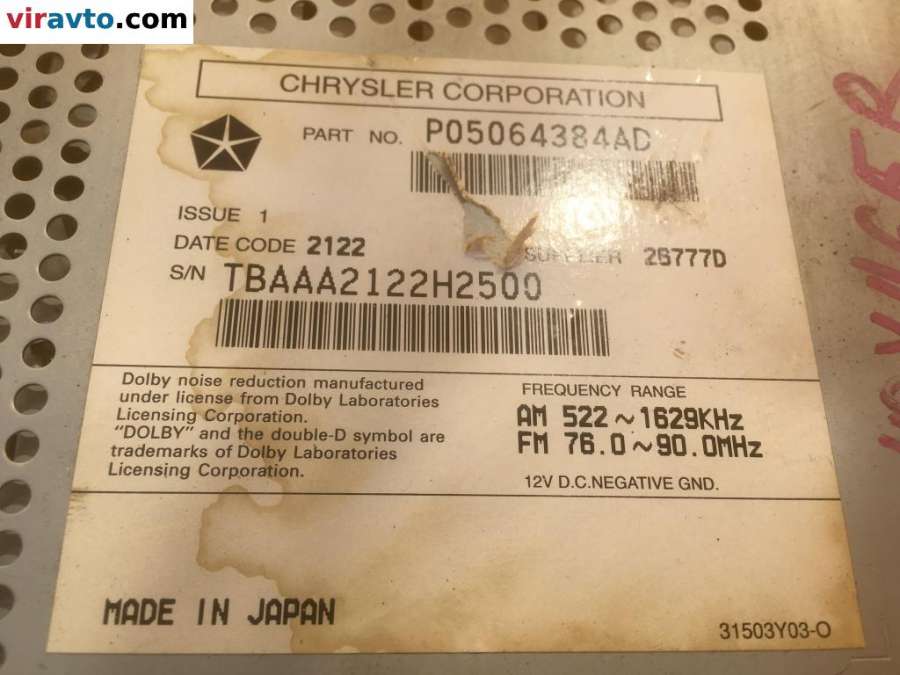 viravto.com
CHRYSLER CORPORATION
PART NO. P05064384AD
ISSUE 1
DATE CODE 2122
SUPPLIER 26777D
S/N TBAAA2122H2500
Dolby noise reduction manufactured
under license from Dolby Laboratories
Licensing Corporation.
"DOLBY" and the double-D symbol are
trademarks of Dolby Laboratories
Licensing Corporation.
FREQUENCY RANGE
AM 522~1629KHz
FM 76.0~90.0MHz
12V D.C.NEGATIVE GND.
MADE IN JAPAN
31503Y03-O